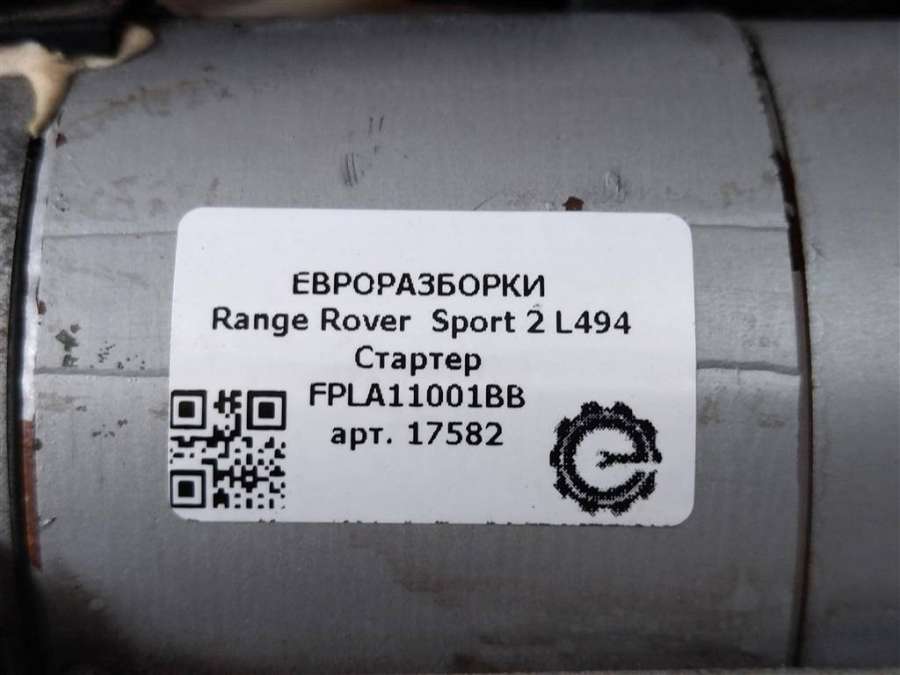 ЕВРОРАЗБОРКИ
Range Rover Sport 2 L494
Стартер
FPLA11001BB
арт. 17582